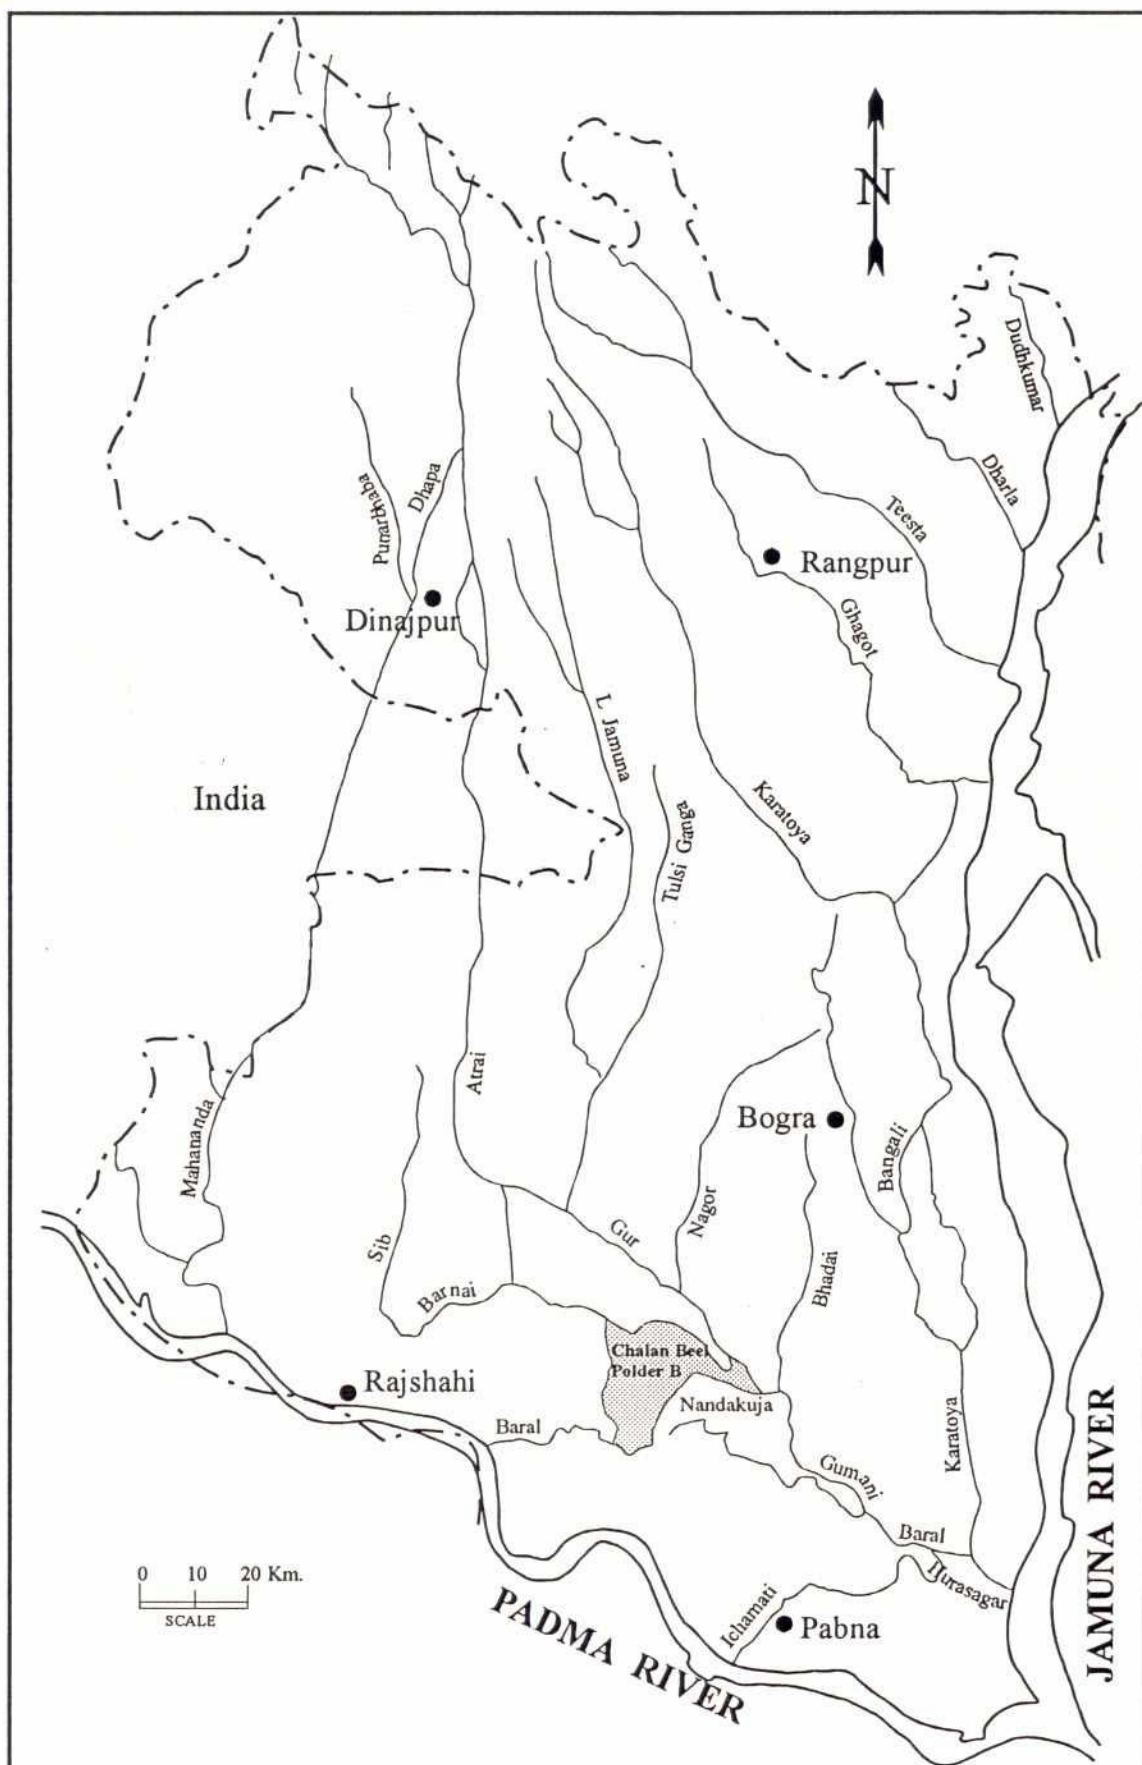 N
Dudhkumar
Dharla
Teesta
Punarbhaba
Dhapa
Rangpur
Dinajpur
Ghagot
L Jamuna
India
Karatoya
Tulsi Ganga
Atrai
Mahananda
Bogra
Bangali
Nagor
Gur
Sib
Bhadai
Barnai
Chalan Beel
Polder B
Rajshahi
Nandakuja
Baral
Karatoya
Gumani
Baral
Hurasagar
0 10 20 Km.
SCALE
Ichamati
Pabna
PADMA RIVER
JAMUNA RIVER